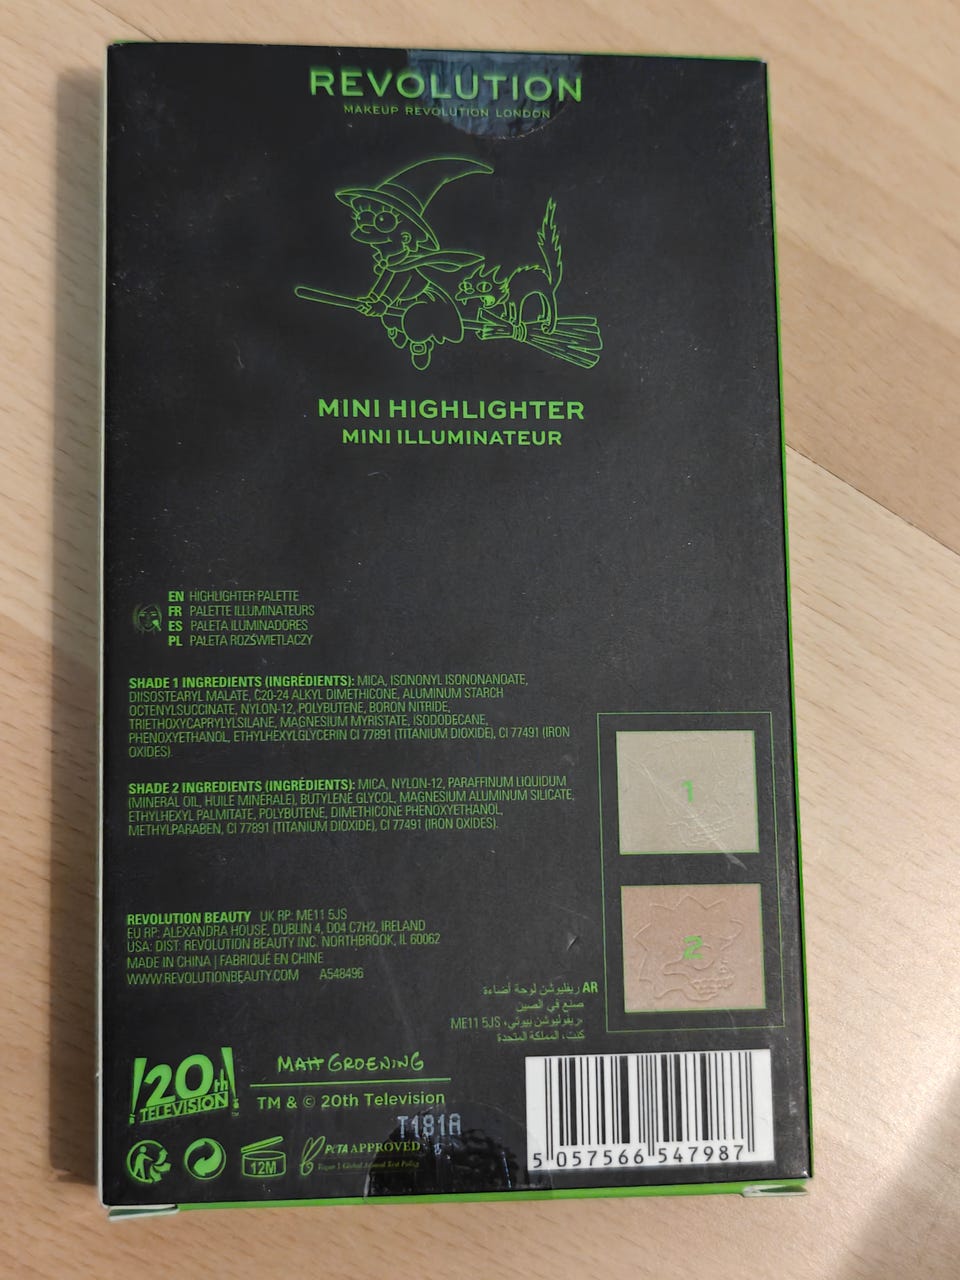 REVOLUTION
MAKEUP REVOLUTION LONDON
MINI HIGHLIGHTER
MINI ILLUMINATEUR
EN HIGHLIGHTER PALETTE
FR PALETTE ILLUMINATEURS
ES PALETA ILUMINADORES
PL PALETA ROZŚWIETLACZY
SHADE 1 INGREDIENTS (INGRÉDIENTS): MICA, ISONONYL ISONONANOATE,
DIISOSTEARYL MALATE, C20-24 ALKYL DIMETHICONE, ALUMINUM STARCH
OCTENYLSUCCINATE, NYLON-12, POLYBUTENE, BORON NITRIDE,
TRIETHOXYCAPRYLYLSILANE, MAGNESIUM MYRISTATE, ISODODECANE,
PHENOXYETHANOL, ETHYLHEXYLGLYCERIN CI 77891 (TITANIUM DIOXIDE), CI 77491 (IRON
OXIDES).
SHADE 2 INGREDIENTS (INGRÉDIENTS): MICA, NYLON-12, PARAFFINUM LIQUIDUM
(MINERAL OIL, HUILE MINÉRALE), BUTYLENE GLYCOL, MAGNESIUM ALUMINUM SILICATE,
ETHYLHEXYL PALMITATE, POLYBUTENE, DIMETHICONE PHENOXYETHANOL,
METHYLPARABEN, CI 77891 (TITANIUM DIOXIDE), CI 77491 (IRON OXIDES).
1
2
REVOLUTION BEAUTY UK RP: ME11 5JS
EU RP: ALEXANDRA HOUSE, DUBLIN 4, D04 C7H2, IRELAND
USA: DIST: REVOLUTION BEAUTY INC. NORTHBROOK, IL 60062
MADE IN CHINA | FABRIQUÉ EN CHINE
WWW.REVOLUTIONBEAUTY.COM A548496
AR ريفليوشن لوحة أضاءة
صنع في الصين
ريفوليوشن بيوتي، ME11 5JS
كنت، المملكة المتحدة
20th
TELEVISION
MATT GROENING
TM & © 20th Television
T181A
12M
PETA APPROVED
5 057566 547987